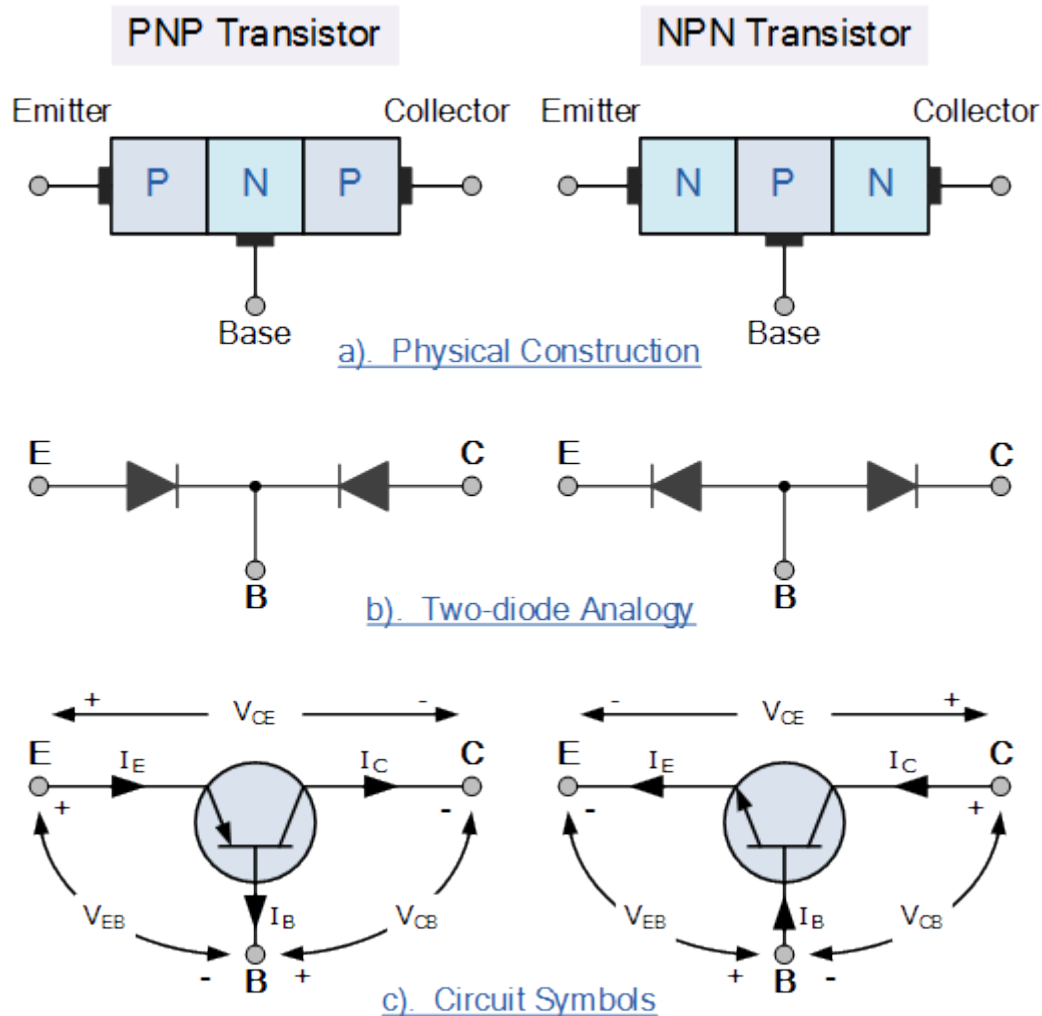 PNP Transistor NPN Transistor
Emitter Collector Emitter Collector
P N P N P N
Base Base
a). Physical Construction
E C E C
B B
b). Two-diode Analogy
+ VCE - - VCE +
E IE IC C E IE IC C
+ - - +
VEB IB VCB VEB IB VCB
- B + + B -
c). Circuit Symbols